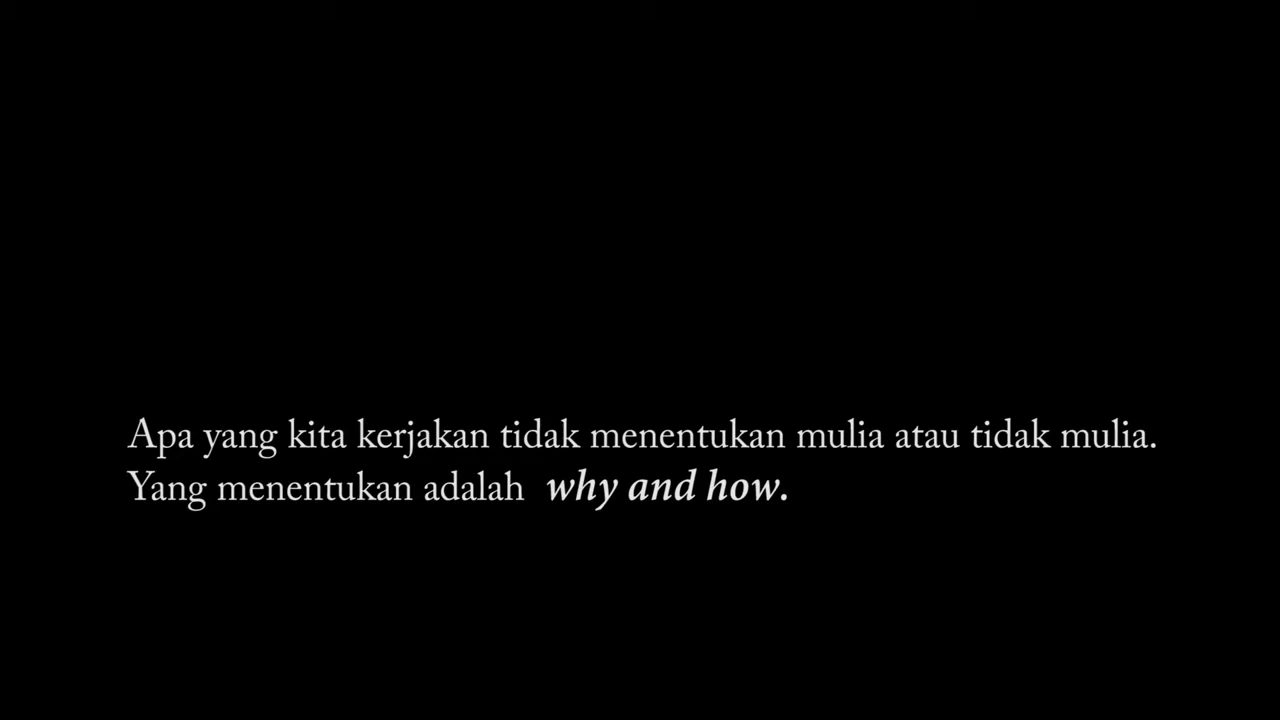 Apa yang kita kerjakan tidak menentukan mulia atau tidak mulia.
Yang menentukan adalah why and how.